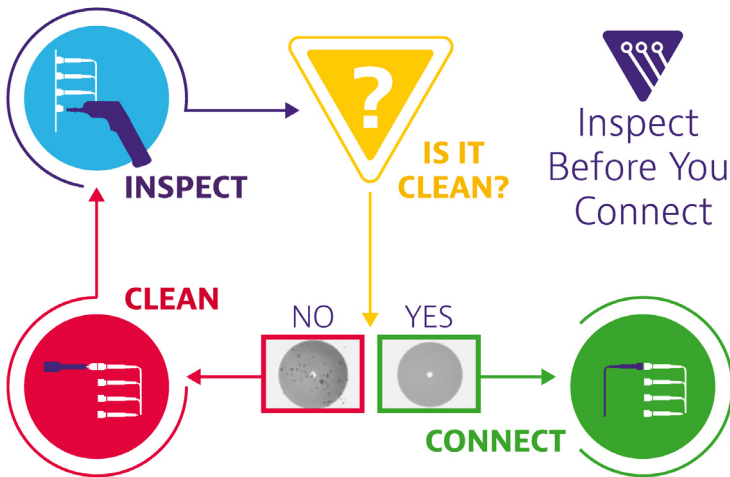 ?
Inspect
Before You
Connect
IS IT
CLEAN?
INSPECT
CLEAN
NO
YES
CONNECT